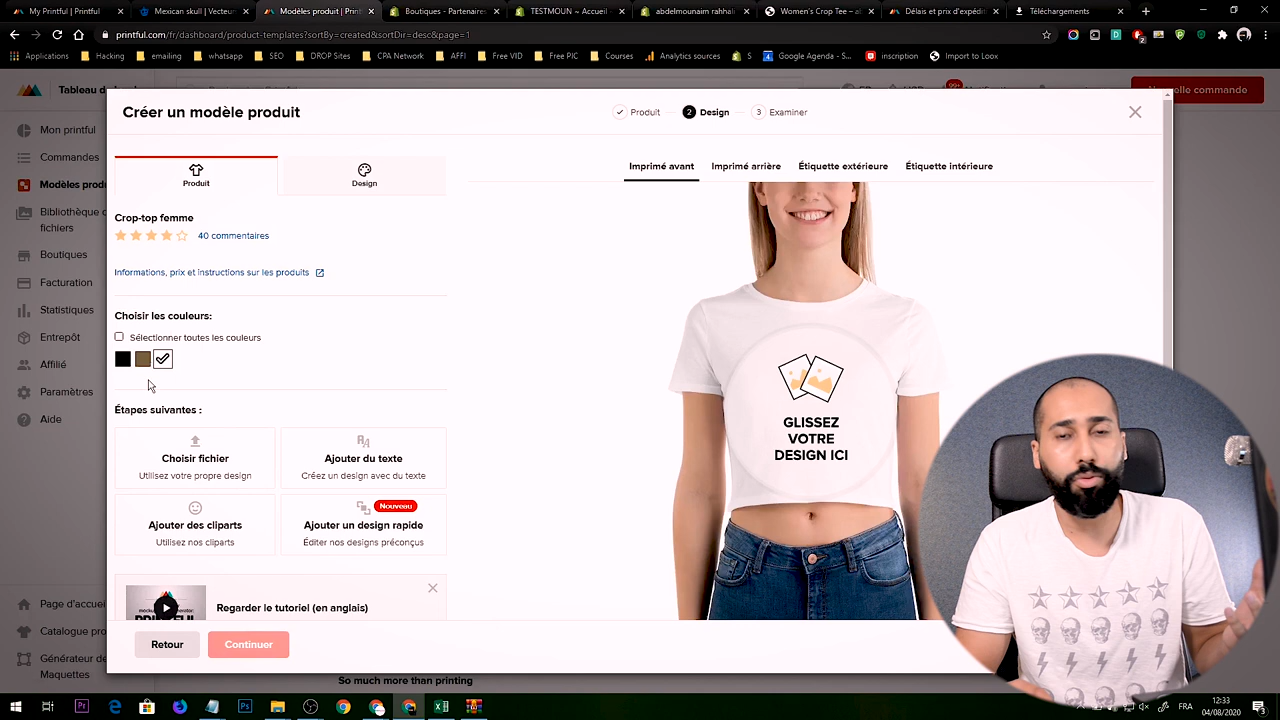 My Printful | Print
Mexican skull | Vecteur
Modèles produit | Prin
Boutiques - Partenaires
TESTMOUN ~ Accueil -
abdelmounaim rahhali
Women's Crop Tee – ab
Délais et prix d'expédit
Téléchargements
printful.com/fr/dashboard/product-templates?sortBy=created&sortDir=desc&page=1
Applications
Hacking
emailing
whatsapp
SEO
DROP Sites
CPA Network
AFFI
Free VID
Free PIC
Courses
Analytics sources
S
Google Agenda - S...
inscription
Import to Loox
Tableau de
Nouvelle commande
Créer un modèle produit
Produit
2 Design
3 Examiner
Mon printful
Commandes
Modèles prod
Bibliothèque d
fichiers
Boutiques
Facturation
Statistiques
Entrepôt
Affilié
Paramètres
Aide
Page d'accuei
Catalogue pro
Générateur de
Maquettes
Produit
Design
Imprimé avant
Imprimé arrière
Étiquette extérieure
Étiquette intérieure
Crop-top femme
40 commentaires
Informations, prix et instructions sur les produits
Choisir les couleurs:
Sélectionner toutes les couleurs
Étapes suivantes :
Choisir fichier
Utilisez votre propre design
Ajouter du texte
Créez un design avec du texte
Nouveau
Ajouter des cliparts
Utilisez nos cliparts
Ajouter un design rapide
Éditer nos designs préconçus
Regarder le tutoriel (en anglais)
GLISSEZ
VOTRE
DESIGN ICI
Retour
Continuer
So much more than printing
FRA
12:33
04/08/2020